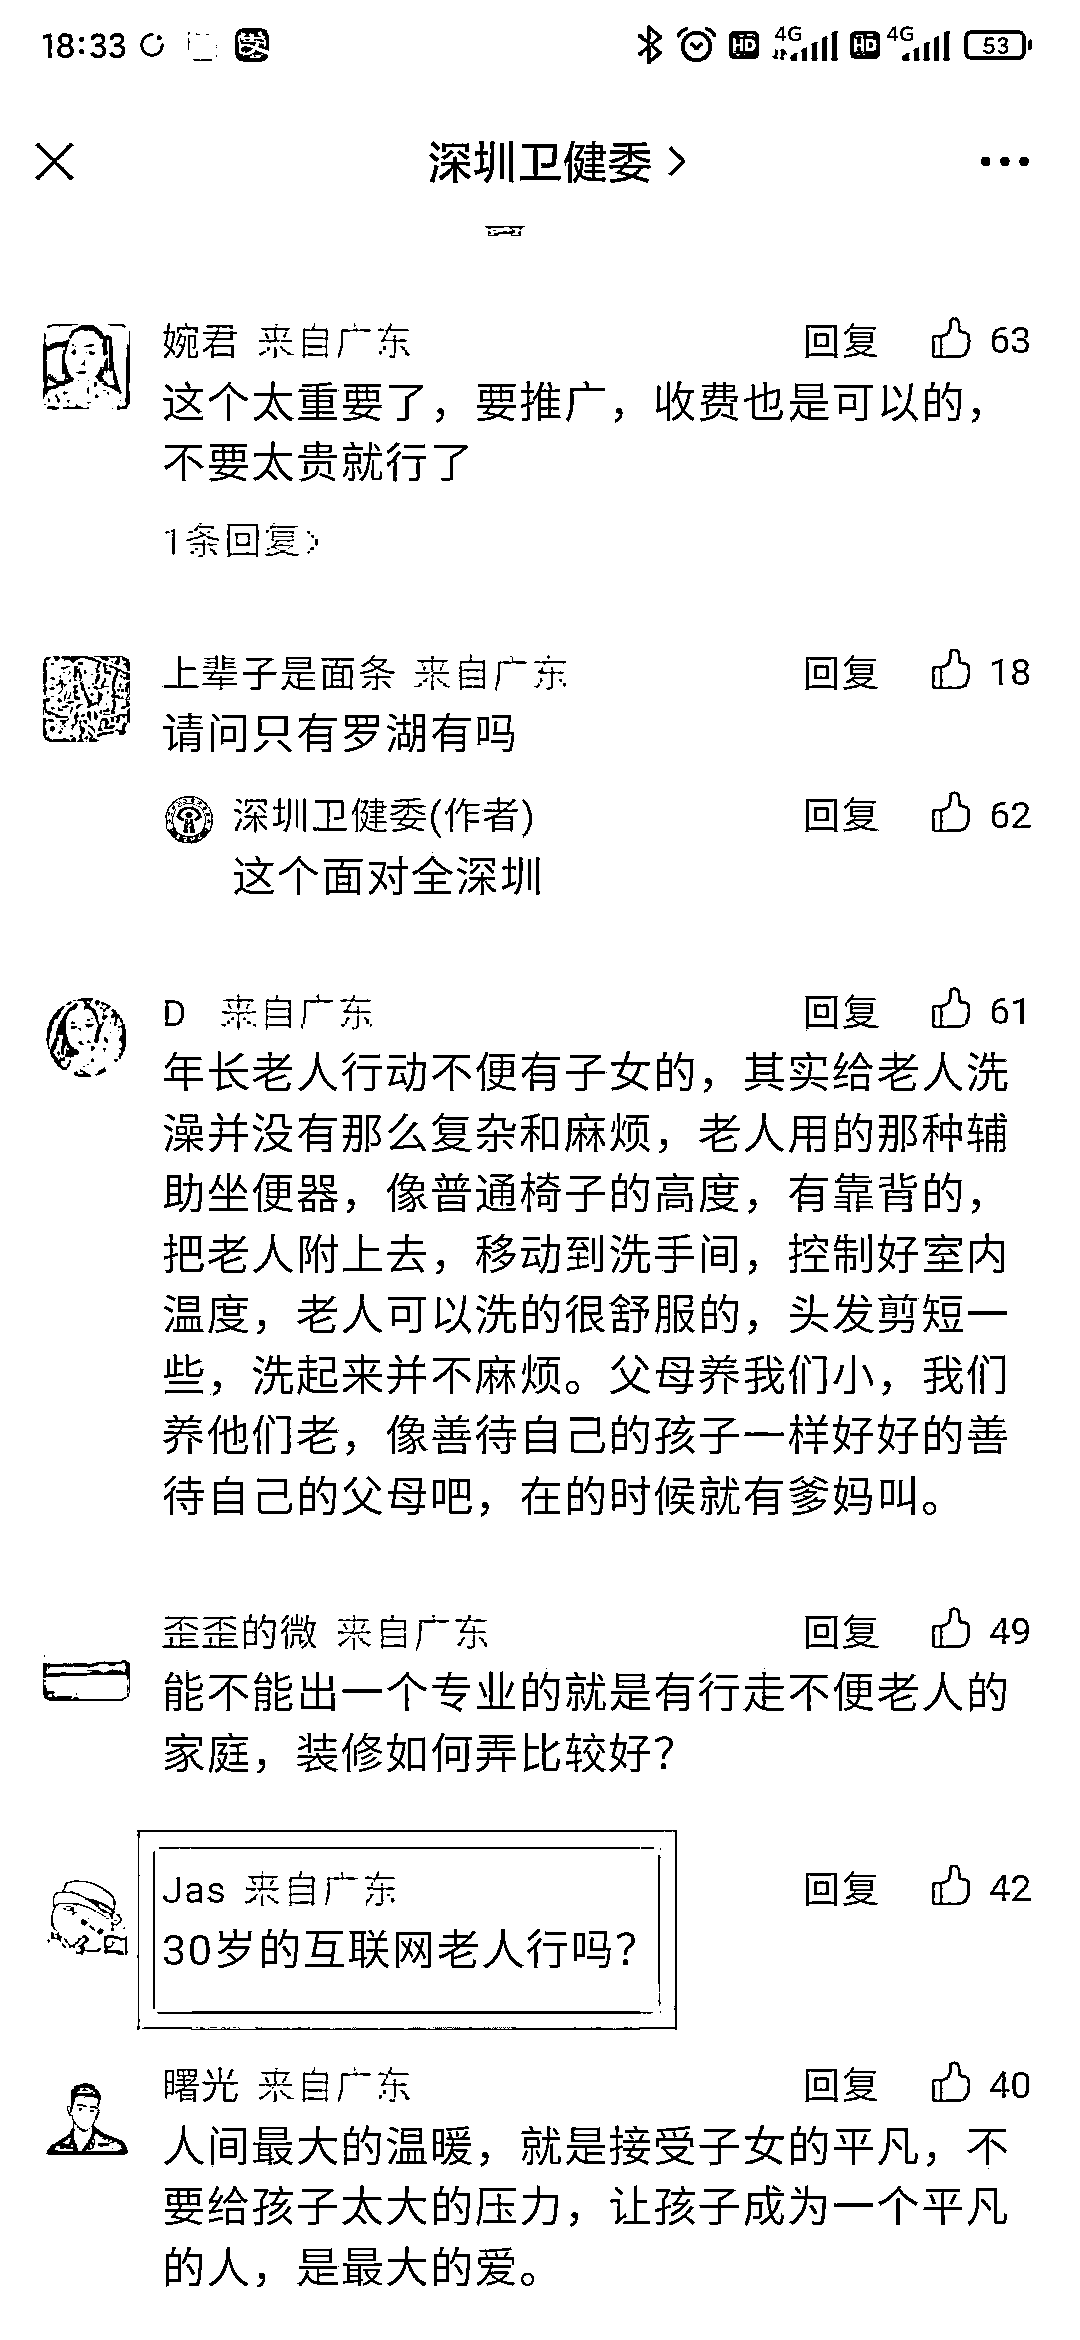 18:33
4G 4G 53
深圳卫健委
婉君 来自广东 回复 63
这个太重要了，要推广，收费也是可以的，
不要太贵就行了
1条回复
上辈子是面条 来自广东 回复 18
请问只有罗湖有吗
深圳卫健委(作者) 回复 62
这个面对全深圳
D 来自广东 回复 61
年长老人行动不便有子女的，其实给老人洗
澡并没有那么复杂和麻烦，老人用的那种辅
助坐便器，像普通椅子的高度，有靠背的，
把老人附上去，移动到洗手间，控制好室内
温度，老人可以洗的很舒服的，头发剪短一
些，洗起来并不麻烦。父母养我们小，我们
养他们老，像善待自己的孩子一样好好的善
待自己的父母吧，在的时候就有爹妈叫。
歪歪的微 来自广东 回复 49
能不能出一个专业的就是有行走不便老人的
家庭，装修如何弄比较好？
Jas 来自广东 回复 42
30岁的互联网老人行吗？
曙光 来自广东 回复 40
人间最大的温暖，就是接受子女的平凡，不
要给孩子太大的压力，让孩子成为一个平凡
的人，是最大的爱。